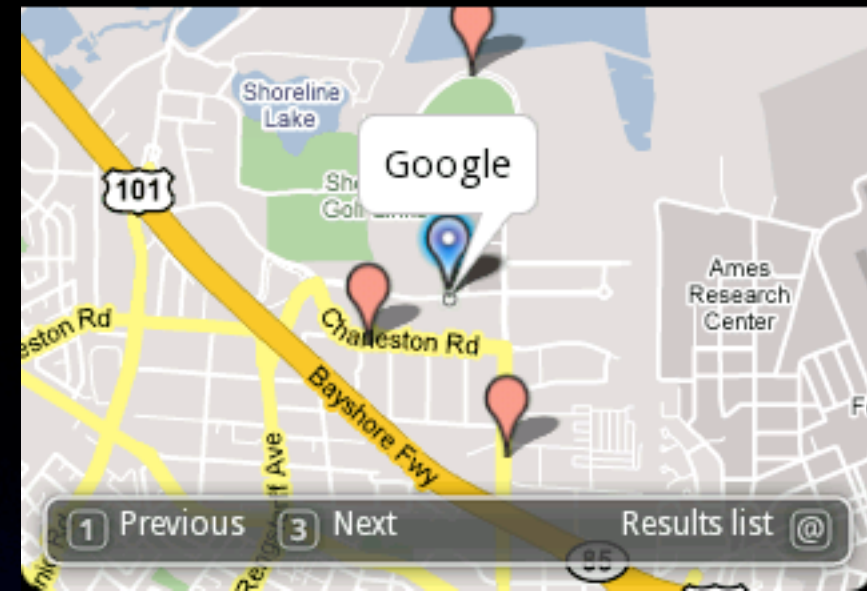 Shoreline
Lake
Google
101
Ames
Research
Center
Charleston Rd
Bayshore Fwy
1 Previous 3 Next Results list @
85